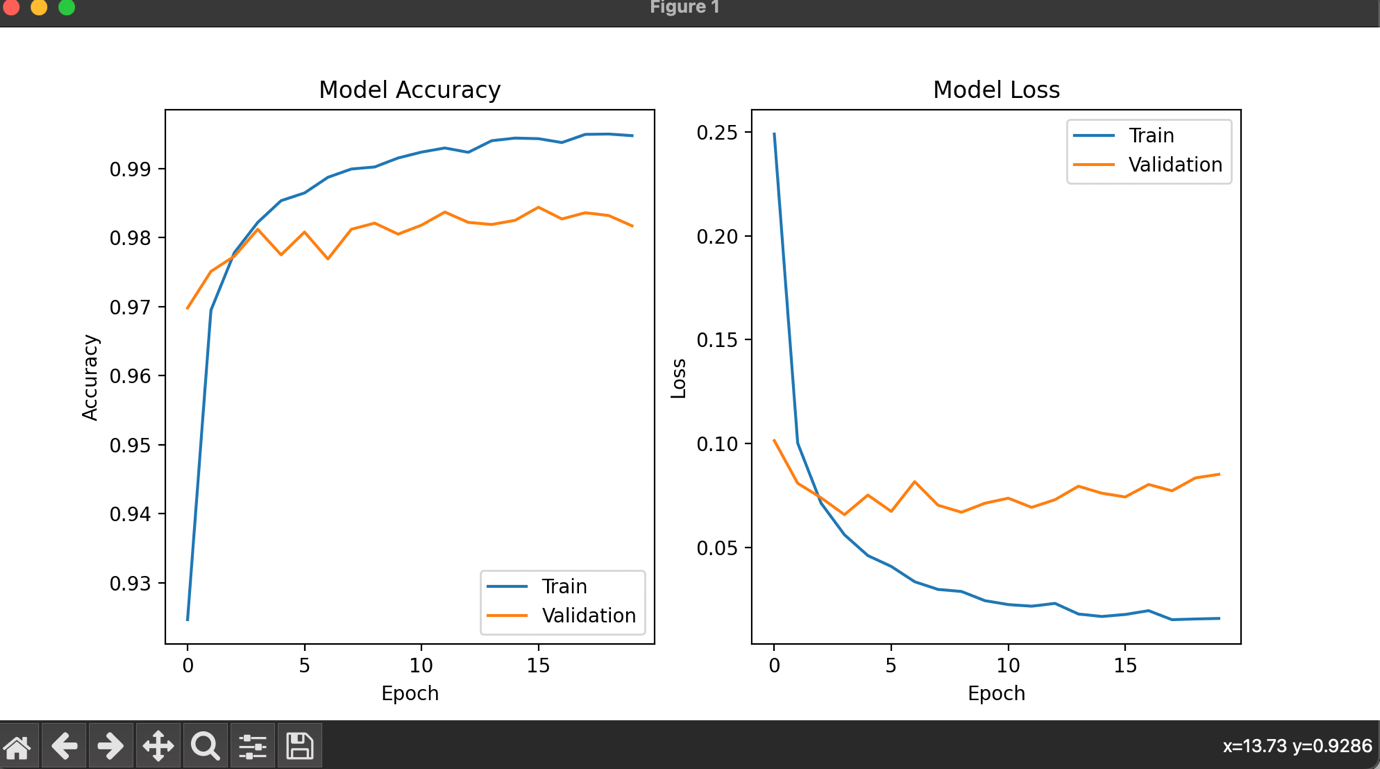 Figure 1
Model Accuracy
0.99
0.98
0.97
0.96
0.95
0.94
0.93
Accuracy
Train
Validation
0 5 10 15
Epoch
Model Loss
0.25
0.20
0.15
0.10
0.05
Loss
Train
Validation
0 5 10 15
Epoch
x=13.73 y=0.9286